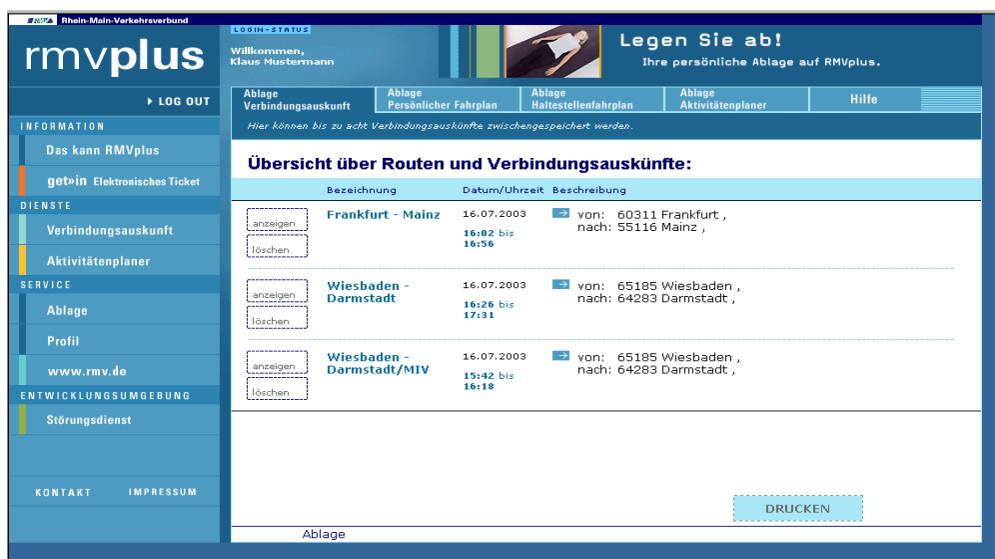 RMV Rhein-Main-Verkehrsverbund
rmvplus
LOGIN-STATUS
Willkommen,
Klaus Mustermann
Legen Sie ab!
Ihre persönliche Ablage auf RMVplus.
LOG OUT
Ablage
Verbindungsauskunft
Ablage
Persönlicher Fahrplan
Ablage
Haltestellenfahrplan
Ablage
Aktivitätenplaner
Hilfe
Hier können bis zu acht Verbindungsauskünfte zwischengespeichert werden.
INFORMATION
Das kann RMVplus
get»in Elektronisches Ticket
DIENSTE
Verbindungsauskunft
Aktivitätenplaner
SERVICE
Ablage
Profil
www.rmv.de
ENTWICKLUNGSUMGEBUNG
Störungsdienst
KONTAKT IMPRESSUM
Übersicht über Routen und Verbindungsauskünfte:
Bezeichnung Datum/Uhrzeit Beschreibung
anzeigen
löschen
Frankfurt - Mainz
16.07.2003
16:02 bis
16:56
von: 60311 Frankfurt ,
nach: 55116 Mainz ,
anzeigen
löschen
Wiesbaden -
Darmstadt
16.07.2003
16:26 bis
17:31
von: 65185 Wiesbaden ,
nach: 64283 Darmstadt ,
anzeigen
löschen
Wiesbaden -
Darmstadt/MIV
16.07.2003
15:42 bis
16:18
von: 65185 Wiesbaden ,
nach: 64283 Darmstadt ,
DRUCKEN
Ablage